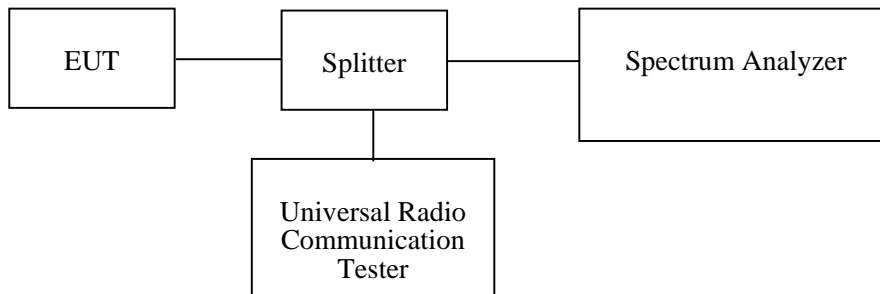 EUT
Splitter
Spectrum Analyzer
Universal Radio
Communication
Tester